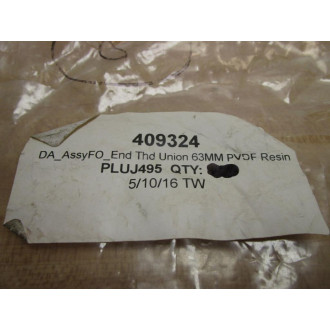 409324
DA_AssyFO_End Thd Union 63MM PVDF Resin
PLUJ495 QTY:
5/10/16 TW